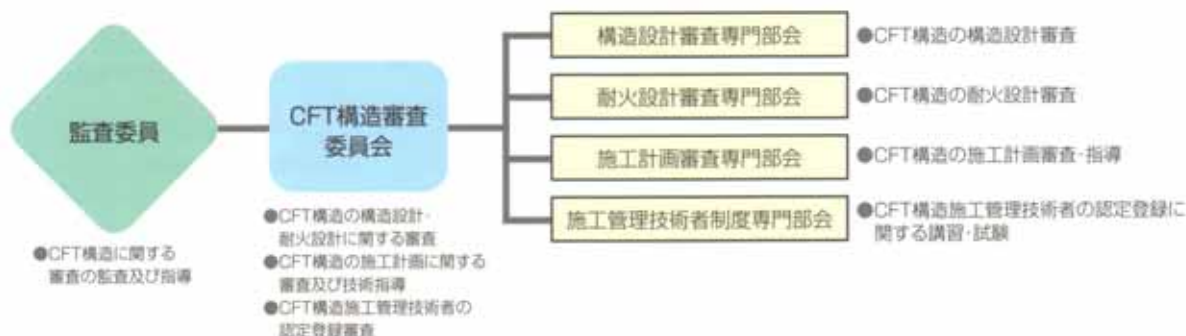 監査委員
●CFT構造に関する
審査の監査及び指導
CFT構造審査
委員会
●CFT構造の構造設計・
耐火設計に関する審査
●CFT構造の施工計画に関する
審査及び技術指導
●CFT構造施工管理技術者の
認定登録審査
構造設計審査専門部会
●CFT構造の構造設計審査
耐火設計審査専門部会
●CFT構造の耐火設計審査
施工計画審査専門部会
●CFT構造の施工計画審査・指導
施工管理技術者制度専門部会
●CFT構造施工管理技術者の認定登録に
関する講習・試験